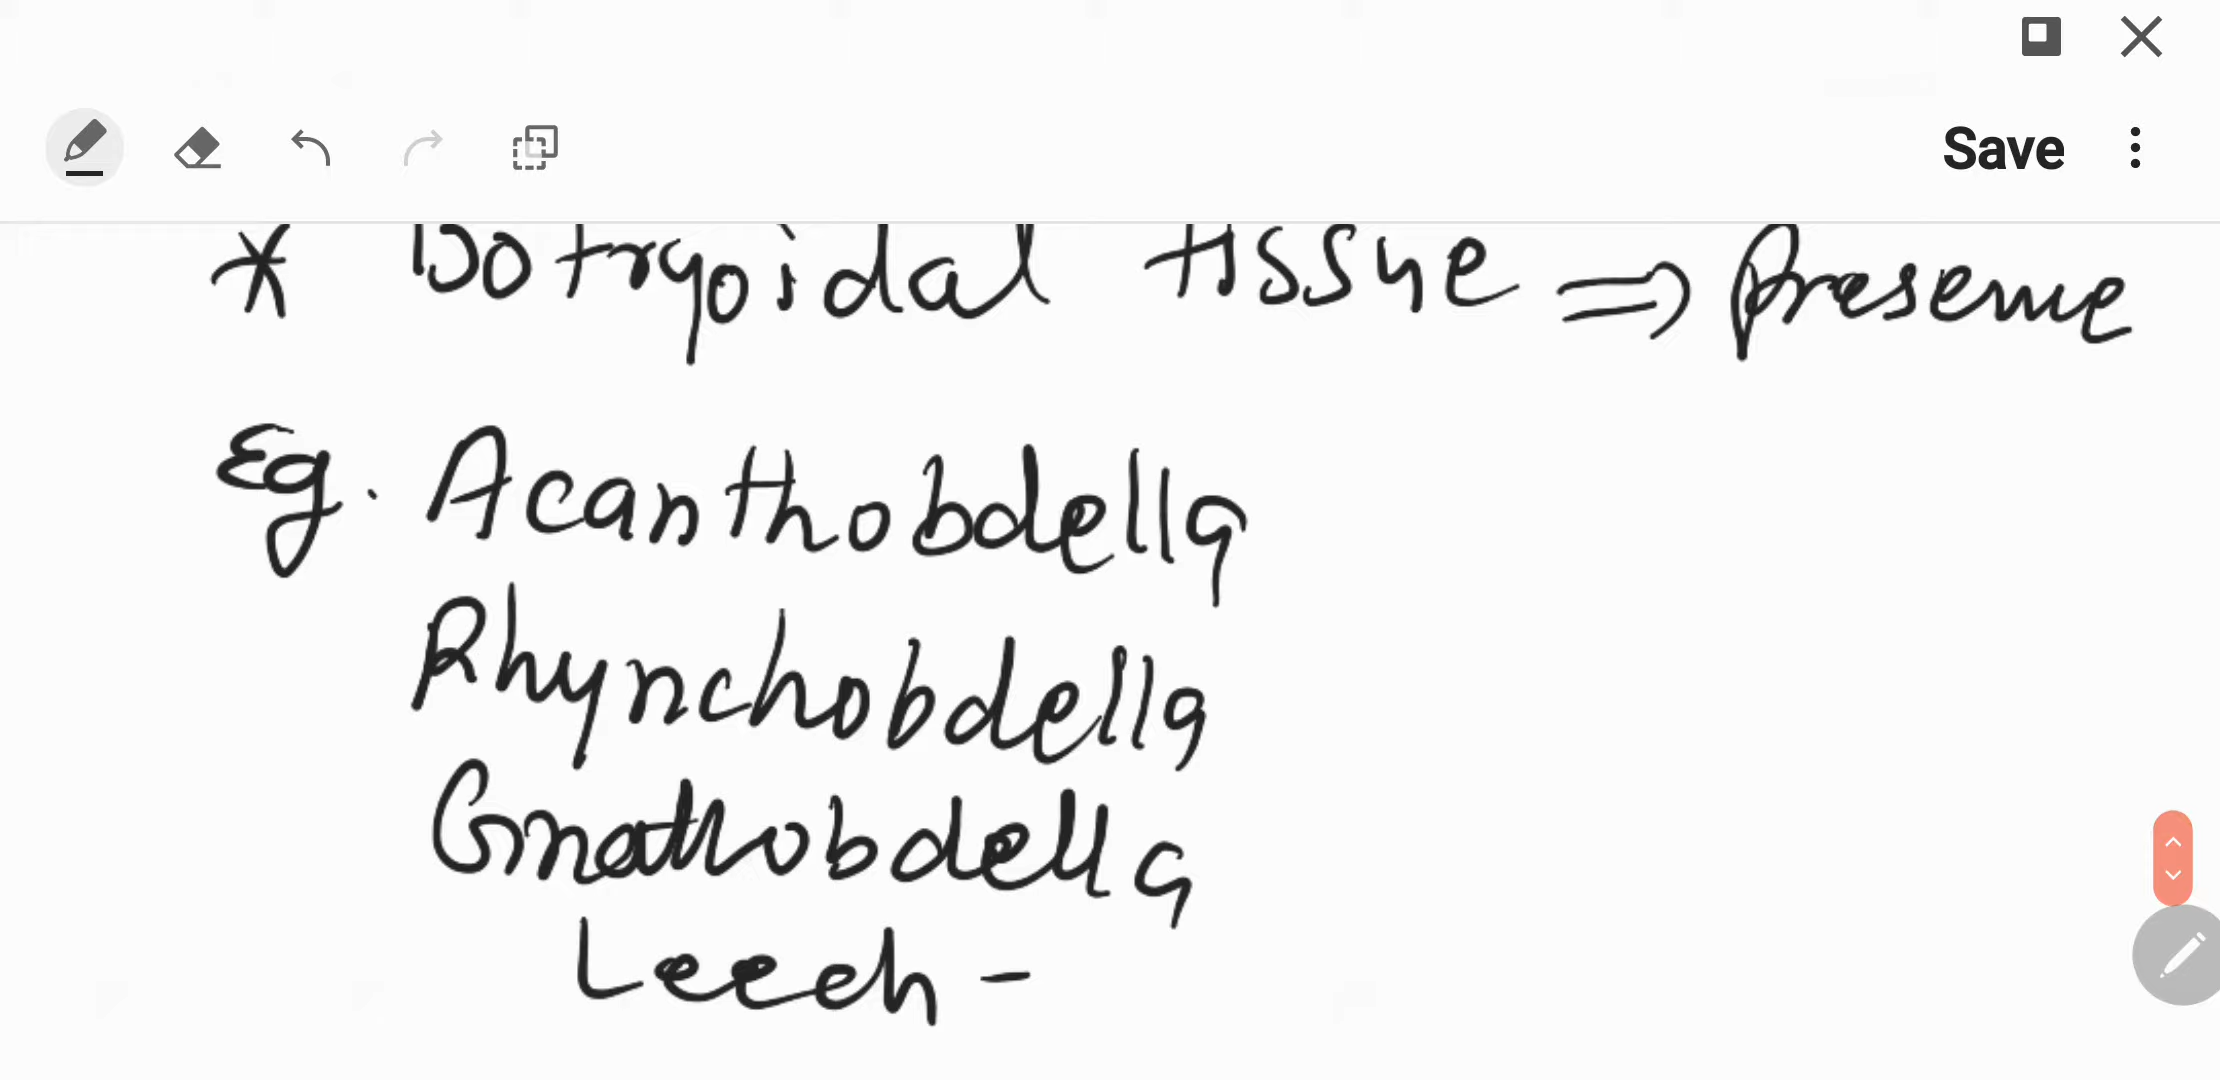 Save
* Botryoidal tissue ⇒ Presence
Eg. Acanthobdella
Rhynchobdella
Gnathobdella
Leech -